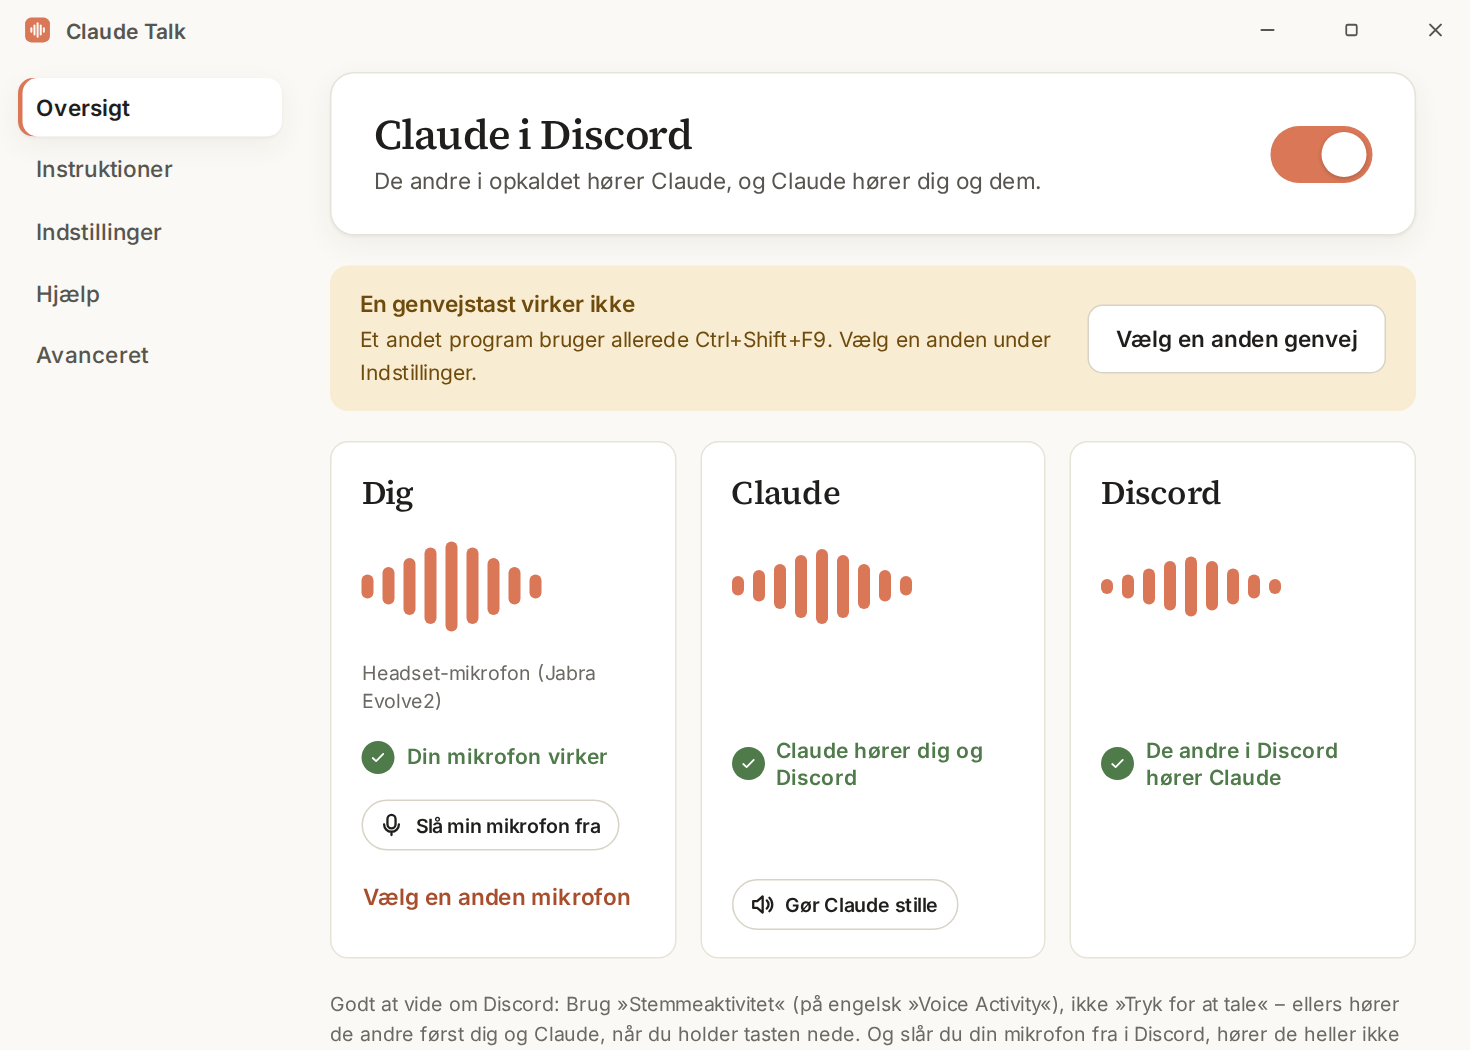 Claude Talk
Oversigt
Instruktioner
Indstillinger
Hjælp
Avanceret
Claude i Discord
De andre i opkaldet hører Claude, og Claude hører dig og dem.
En genvejstast virker ikke
Et andet program bruger allerede Ctrl+Shift+F9. Vælg en anden under
Indstillinger.
Vælg en anden genvej
Dig
Headset-mikrofon (Jabra
Evolve2)
Din mikrofon virker
Slå min mikrofon fra
Vælg en anden mikrofon
Claude
Claude hører dig og
Discord
Gør Claude stille
Discord
De andre i Discord
hører Claude
Godt at vide om Discord: Brug »Stemmeaktivitet« (på engelsk »Voice Activity«), ikke »Tryk for at tale« – ellers hører
de andre først dig og Claude, når du holder tasten nede. Og slår du din mikrofon fra i Discord, hører de heller ikke